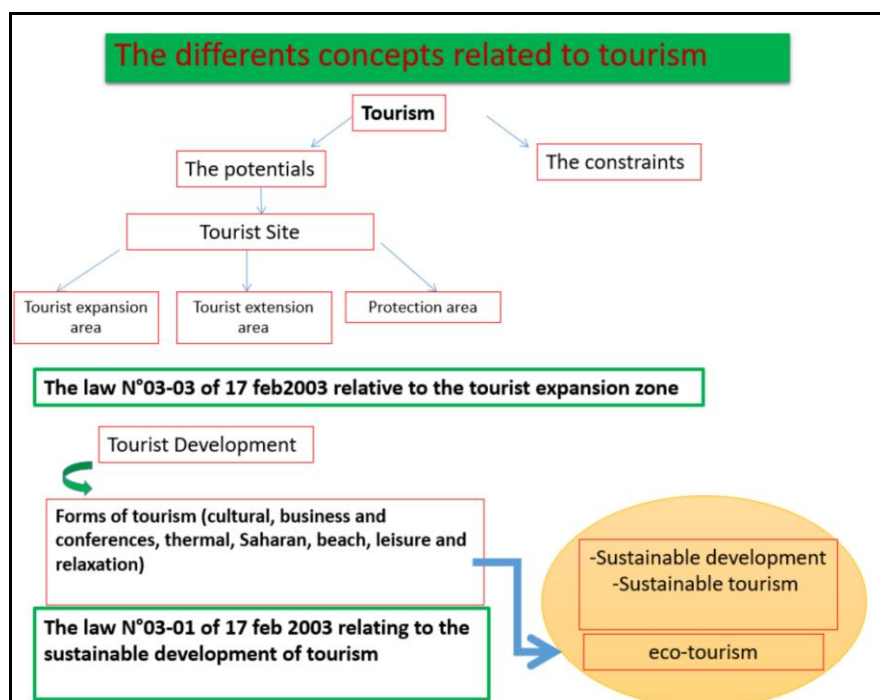 The differents concepts related to tourism
Tourism
The potentials
The constraints
Tourist Site
Tourist expansion
area
Tourist extension
area
Protection area
The law N°03-03 of 17 feb2003 relative to the tourist expansion zone
Tourist Development
Forms of tourism (cultural, business and
conferences, thermal, Saharan, beach, leisure and
relaxation)
-Sustainable development
-Sustainable tourism
The law N°03-01 of 17 feb 2003 relating to the
sustainable development of tourism
eco-tourism